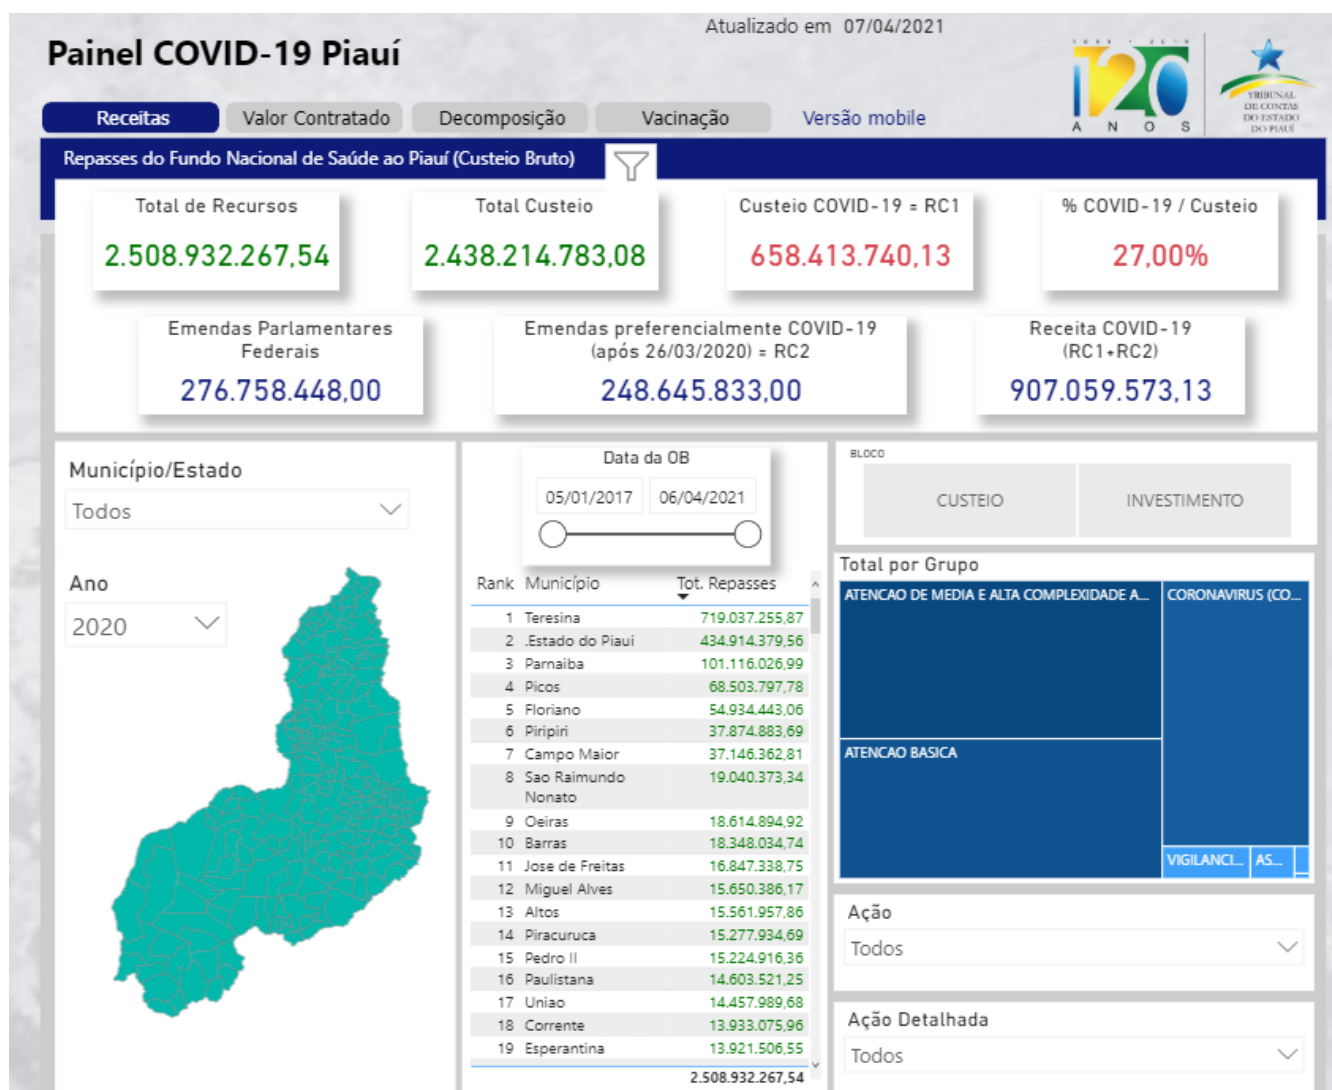 Atualizado em 07/04/2021
Painel COVID-19 Piauí
1899 - 2019
120
ANOS
TRIBUNAL
DE CONTAS
DO ESTADO
DO PIAUÍ
Receitas
Valor Contratado
Decomposição
Vacinação
Versão mobile
Repasses do Fundo Nacional de Saúde ao Piauí (Custeio Bruto)
Total de Recursos
2.508.932.267,54
Total Custeio
2.438.214.783,08
Custeio COVID-19 = RC1
658.413.740,13
% COVID-19 / Custeio
27,00%
Emendas Parlamentares
Federais
276.758.448,00
Emendas preferencialmente COVID-19
(após 26/03/2020) = RC2
248.645.833,00
Receita COVID-19
(RC1+RC2)
907.059.573,13
Município/Estado
Todos
Ano
2020
Data da OB
05/01/2017 06/04/2021
Rank Município Tot. Repasses
1 Teresina 719.037.255,87
2 .Estado do Piaui 434.914.379,56
3 Parnaiba 101.116.026,99
4 Picos 68.503.797,78
5 Floriano 54.934.443,06
6 Piripiri 37.874.883,69
7 Campo Maior 37.146.362,81
8 Sao Raimundo 19.040.373,34
Nonato
9 Oeiras 18.614.894,92
10 Barras 18.348.034,74
11 Jose de Freitas 16.847.338,75
12 Miguel Alves 15.650.386,17
13 Altos 15.561.957,86
14 Piracuruca 15.277.934,69
15 Pedro II 15.224.916,36
16 Paulistana 14.603.521,25
17 Uniao 14.457.989,68
18 Corrente 13.933.075,96
19 Esperantina 13.921.506,55
2.508.932.267,54
BLOCO
CUSTEIO
INVESTIMENTO
Total por Grupo
ATENCAO DE MEDIA E ALTA COMPLEXIDADE A...
CORONAVIRUS (CO...
ATENCAO BASICA
VIGILANCI...
AS...
Ação
Todos
Ação Detalhada
Todos